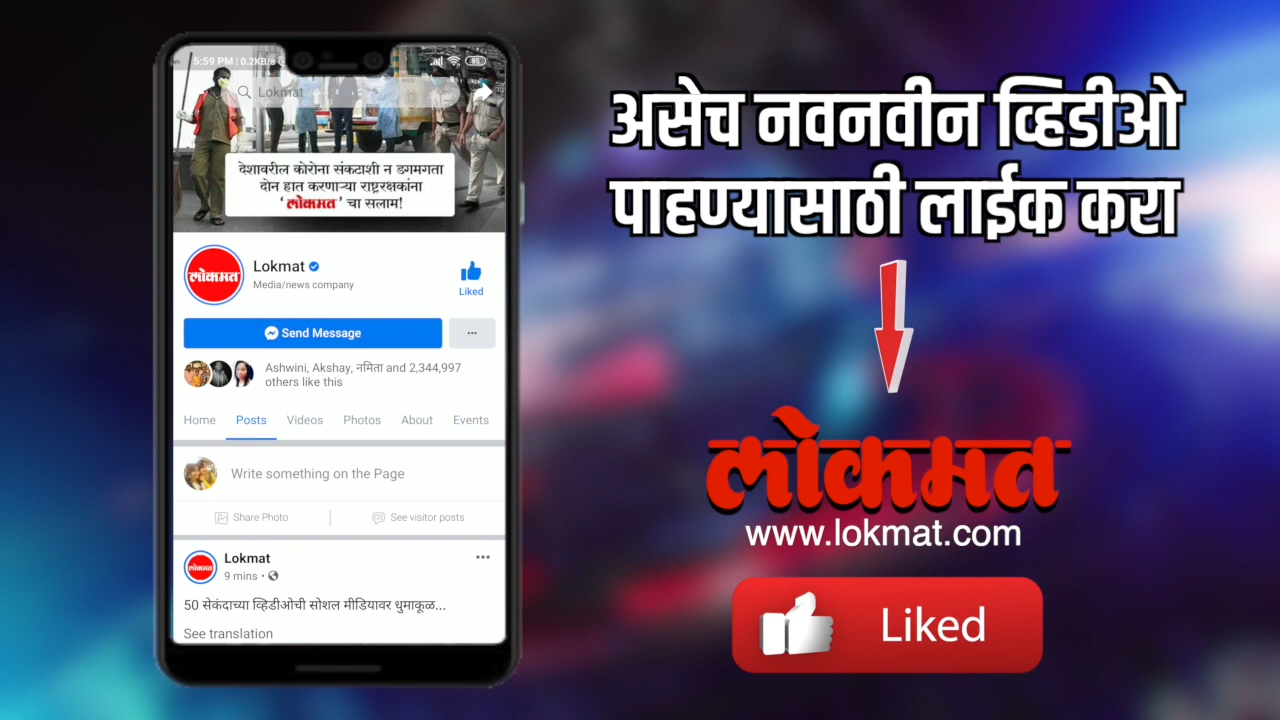 5:59 PM | 0.2KB/s
85
Lokmat
देशावरील कोरोना संकटाशी न डगमगता
दोन हात करणाऱ्या राष्ट्ररक्षकांना
'लोकमत' चा सलाम!
लोकमत
Lokmat
Media/news company
Liked
Send Message
Ashwini, Akshay, नमिता and 2,344,997
others like this
Home Posts Videos Photos About Events
Write something on the Page
Share Photo See visitor posts
लोकमत
Lokmat
9 mins
50 सेकंदाच्या व्हिडीओची सोशल मीडियावर धुमाकूळ...
See translation
असेच नवनवीन व्हिडीओ
पाहण्यासाठी लाईक करा
लोकमत
www.lokmat.com
Liked